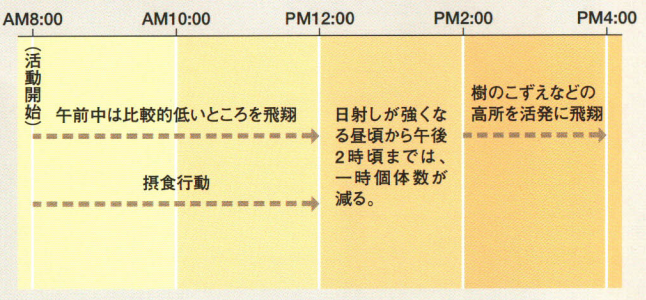 AM8:00 AM10:00 PM12:00 PM2:00 PM4:00
(活動開始)
午前中は比較的低いところを飛翔
摂食行動
日射しが強くな
る昼頃から午後
2時頃までは、
一時個体数が
減る。
樹のこずえなどの
高所を活発に飛翔